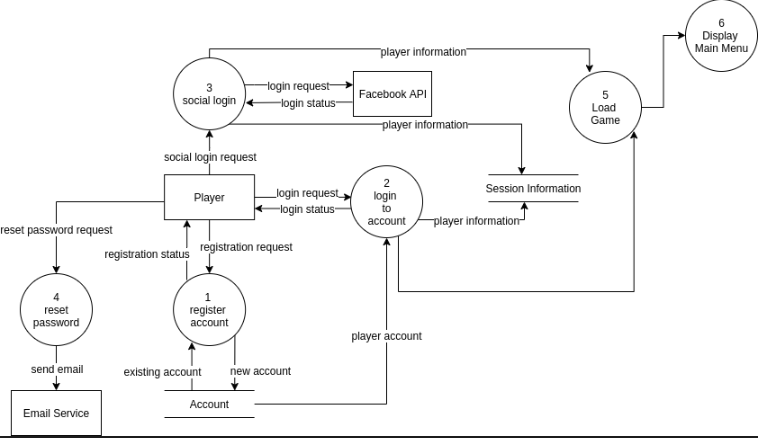 6
Display
Main Menu
player information
3
social login
login request
Facebook API
login status
5
Load
Game
player information
social login request
Player
login request
login status
2
login
to
account
Session Information
player information
reset password request
registration request
registration status
4
reset
password
1
register
account
player account
send email
existing account
new account
Email Service
Account